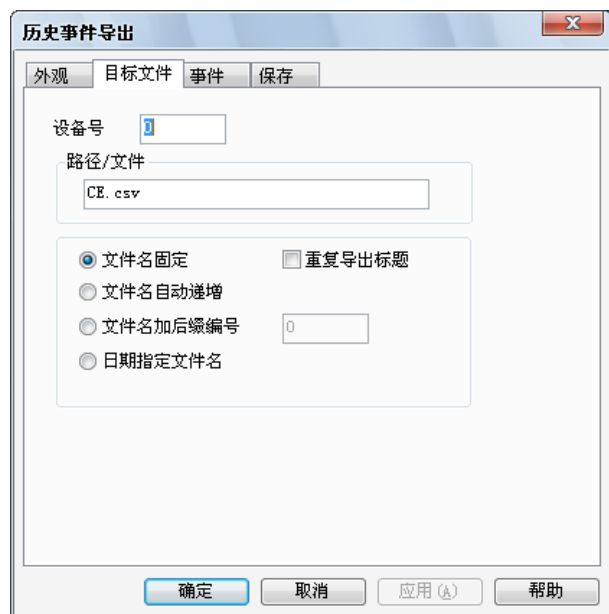 历史事件导出
外观 目标文件 事件 保存
设备号 0
路径/文件
CE.csv
文件名固定 重复导出标题
文件名自动递增
文件名加后缀编号 0
日期指定文件名
确定 取消 应用(A) 帮助